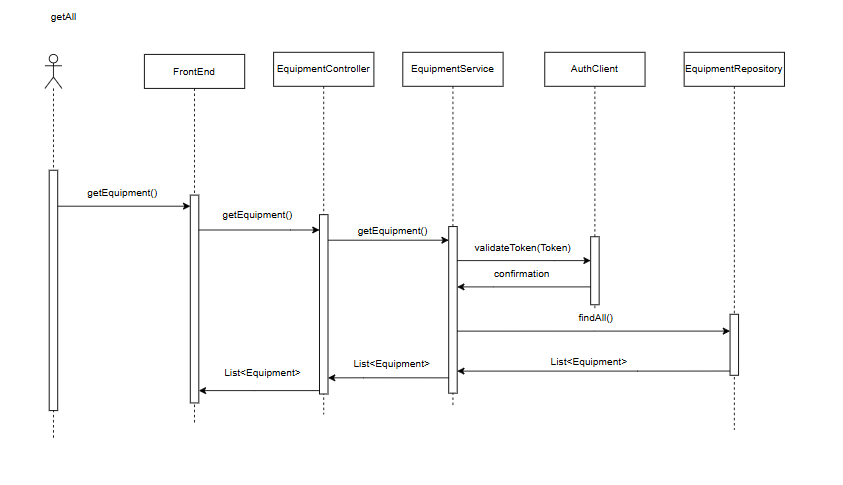 getAll
FrontEnd
EquipmentController
EquipmentService
AuthClient
EquipmentRepository
getEquipment()
getEquipment()
getEquipment()
validateToken(Token)
confirmation
findAll()
List<Equipment>
List<Equipment>
List<Equipment>